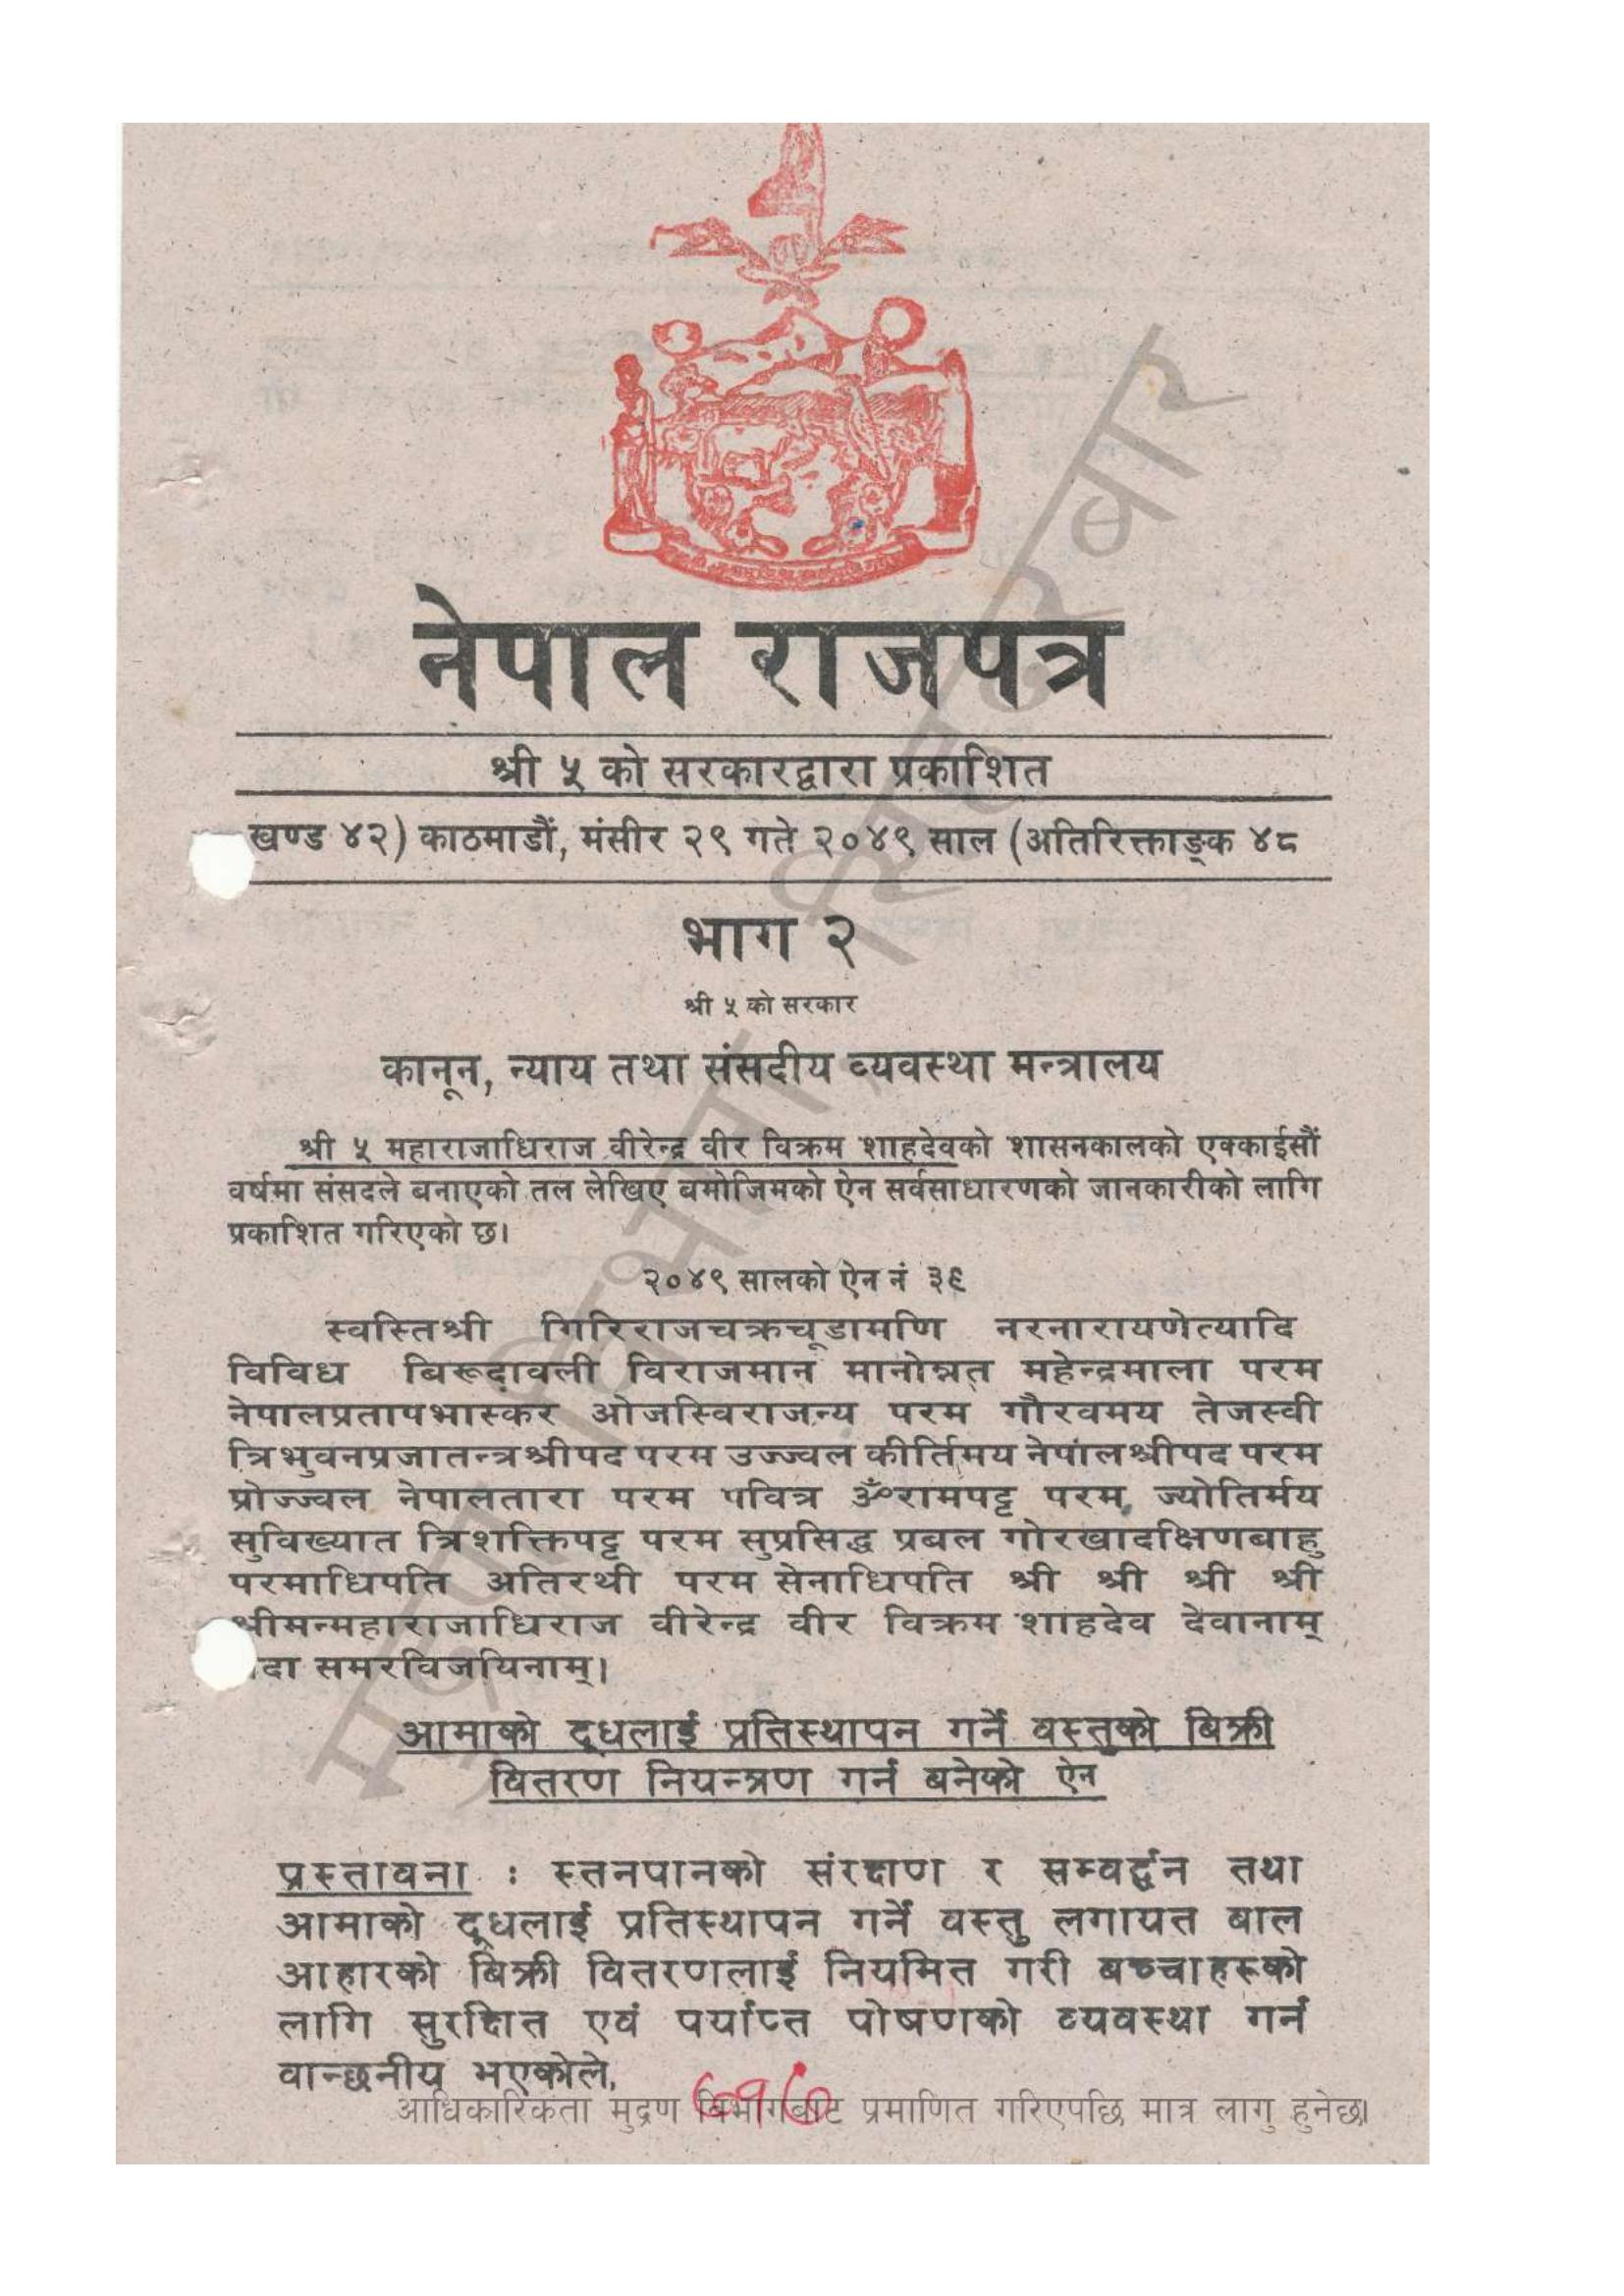 नेपाल राजपत्र
श्री ५ को सरकारद्वारा प्रकाशित
खण्ड ४२) काठमाडौं, मंसीर २९ गते २०४९ साल (अतिरिक्ताङ्क ४८
भाग २
श्री ५ को सरकार
कानून, न्याय तथा संसदीय व्यवस्था मन्त्रालय
श्री ५ महाराजाधिराज वीरेन्द्र वीर विक्रम शाहदेवको शासनकालको एक्काईसौं
वर्षमा संसदले बनाएको तल लेखिए बमोजिमको ऐन सर्वसाधारणको जानकारीको लागि
प्रकाशित गरिएको छ।
२०४९ सालको ऐन नं ३९
स्वस्तिश्री गिरिराजचक्रचूडामणि नरनारायणेत्यादि
विविध बिरूदावली विराजमान मानोन्नत महेन्द्रमाला परम
नेपालप्रतापभास्कर ओजस्विराजन्य परम गौरवमय तेजस्वी
त्रिभुवनप्रजातन्त्रश्रीपद परम उज्ज्वल कीर्तिमय नेपालश्रीपद परम
प्रोज्ज्वल नेपालतारा परम पवित्र ॐरामपट्ट परम ज्योतिर्मय
सुविख्यात त्रिशक्तिपट्ट परम सुप्रसिद्ध प्रबल गोरखादक्षिणबाहु
परमाधिपति अतिरथी परम सेनाधिपति श्री श्री श्री श्री
श्रीमन्महाराजाधिराज वीरेन्द्र वीर विक्रम शाहदेव देवानाम्
समरविजयिनाम्।
आमाको दूधलाई प्रतिस्थापन गर्ने वस्तुको बिक्री
वितरण नियन्त्रण गर्न बनेको ऐन
प्रस्तावना : स्तनपानको संरक्षण र सम्वर्द्धन तथा
आमाको दूधलाई प्रतिस्थापन गर्ने वस्तु लगायत बाल
आहारको बिक्री वितरणलाई नियमित गरी बच्चाहरूको
लागि सुरक्षित एवं पर्याप्त पोषणको व्यवस्था गर्न
वान्छनीय भएकोले,
७१७
आधिकारिकता मुद्रण विभागबाट प्रमाणित गरिएपछि मात्र लागु हुनेछ।
मुद्रण विभाग, सिंहदरबार